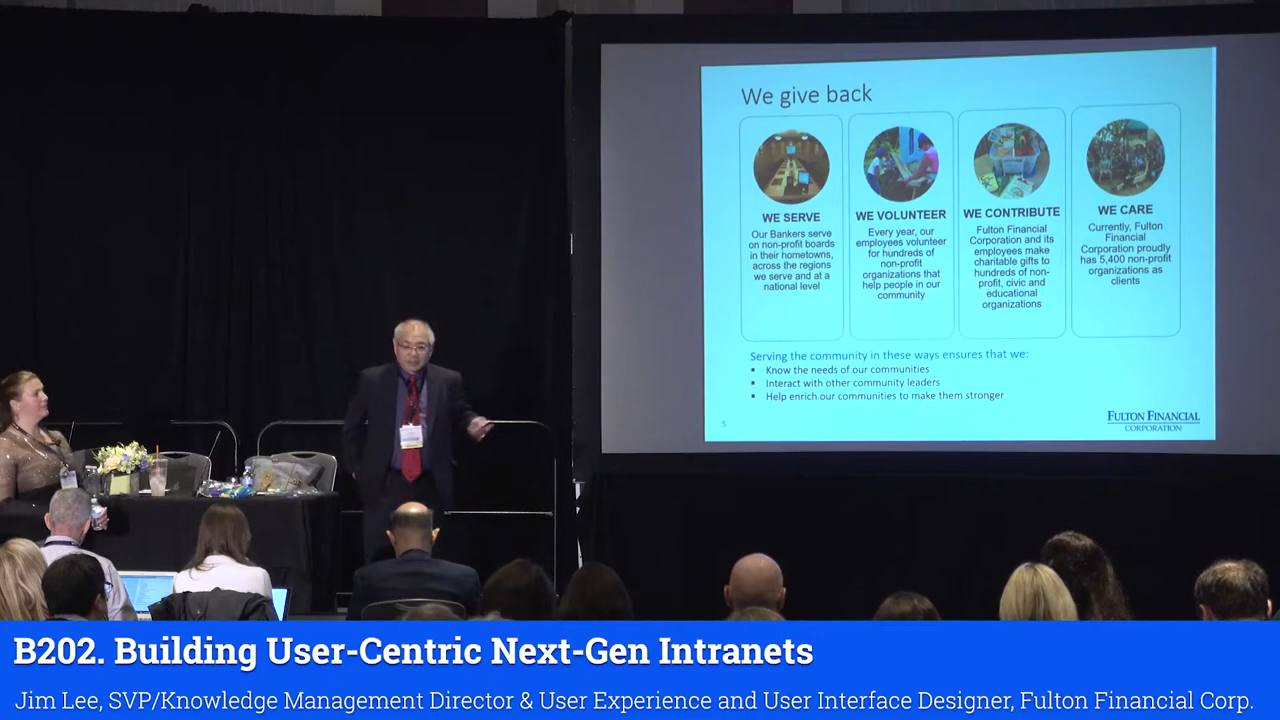 We give back
WE SERVE
Our Bankers serve
on non-profit boards
in their hometowns,
across the regions
we serve and at a
national level
WE VOLUNTEER
Every year, our
employees volunteer
for hundreds of
non-profit
organizations that
help people in our
community
WE CONTRIBUTE
Fulton Financial
Corporation and its
employees make
charitable gifts to
hundreds of non-
profit, civic and
educational
organizations
WE CARE
Currently, Fulton
Financial
Corporation proudly
has 5,400 non-profit
organizations as
clients
Serving the community in these ways ensures that we:
▪ Know the needs of our communities
▪ Interact with other community leaders
▪ Help enrich our communities to make them stronger
5
FULTON FINANCIAL
CORPORATION
B202. Building User-Centric Next-Gen Intranets
Jim Lee, SVP/Knowledge Management Director & User Experience and User Interface Designer, Fulton Financial Corp.